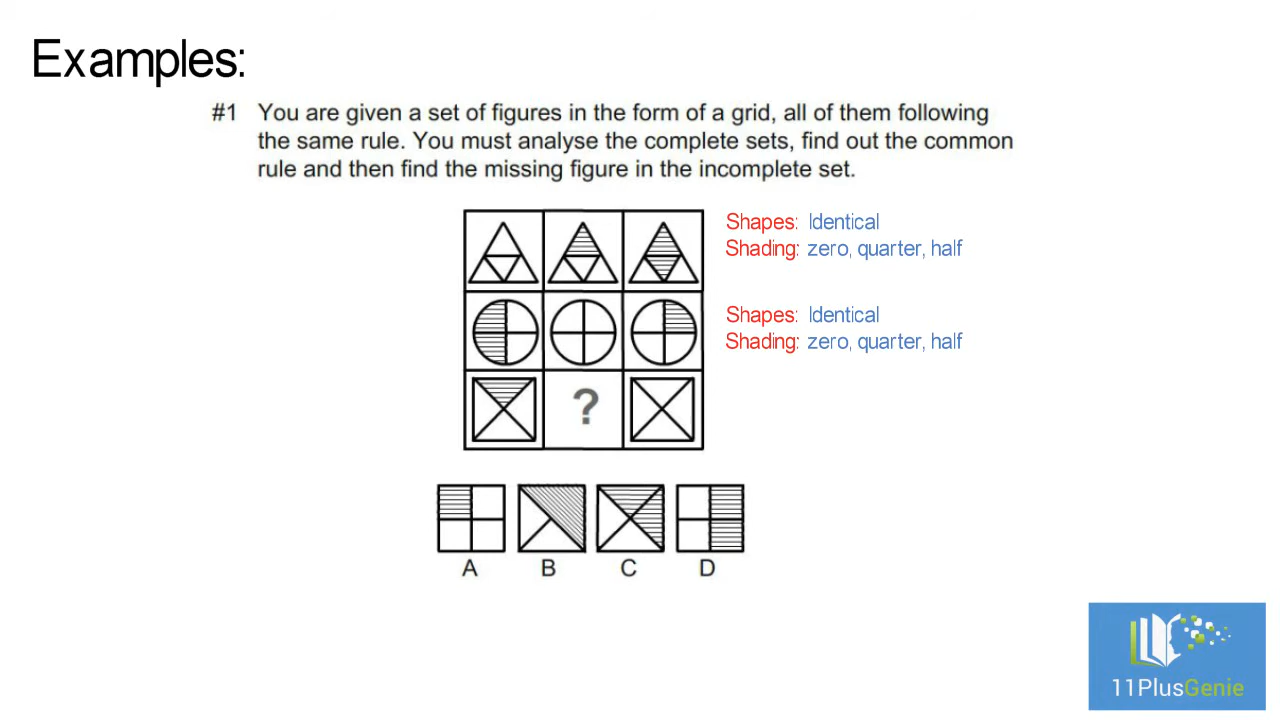 Examples:
#1 You are given a set of figures in the form of a grid, all of them following
the same rule. You must analyse the complete sets, find out the common
rule and then find the missing figure in the incomplete set.
Shapes: Identical
Shading: zero, quarter, half
Shapes: Identical
Shading: zero, quarter, half
?
A B C D
11PlusGenie